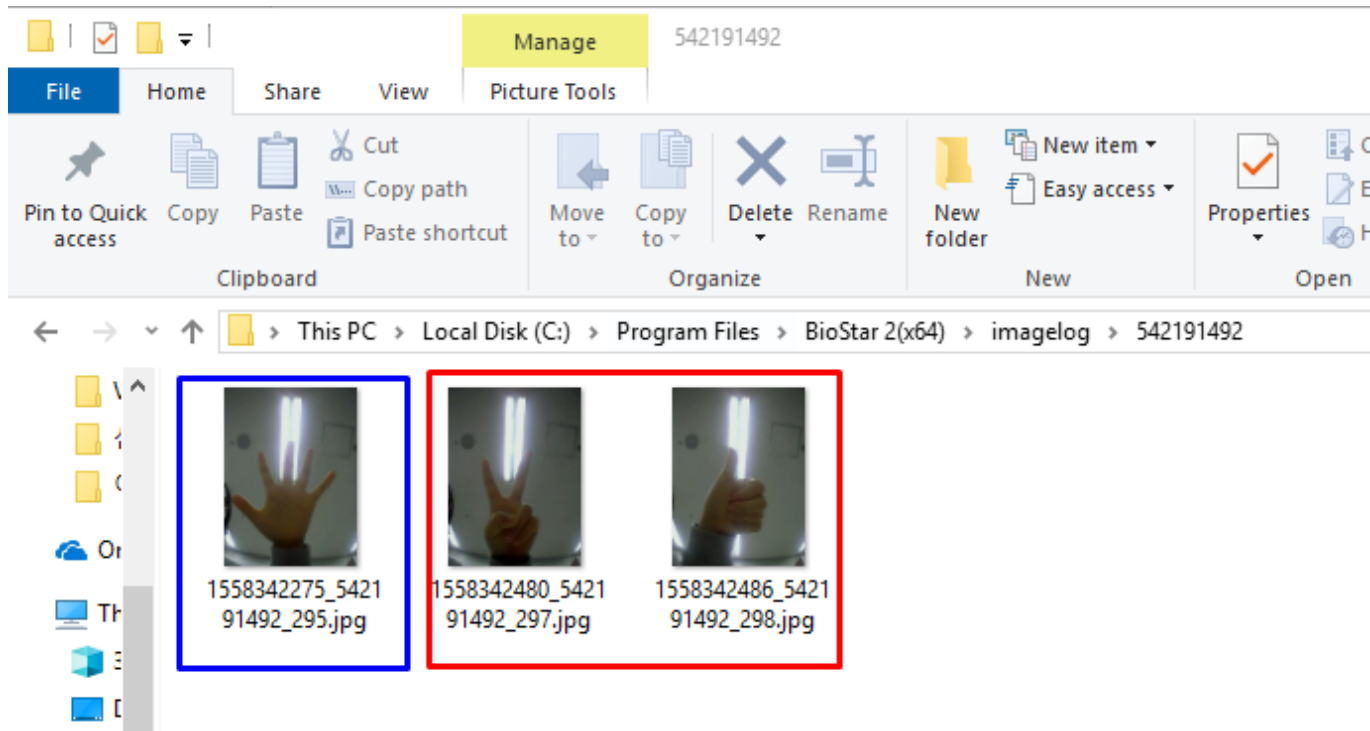 Manage 542191492
File Home Share View Picture Tools
Cut
Copy path
Paste shortcut
Pin to Quick access
Copy
Paste
Move to
Copy to
Delete
Rename
New folder
New item
Easy access
Properties
Clipboard Organize New Open
This PC > Local Disk (C:) > Program Files > BioStar 2(x64) > imagelog > 542191492
1558342275_5421
91492_295.jpg
1558342480_5421
91492_297.jpg
1558342486_5421
91492_298.jpg